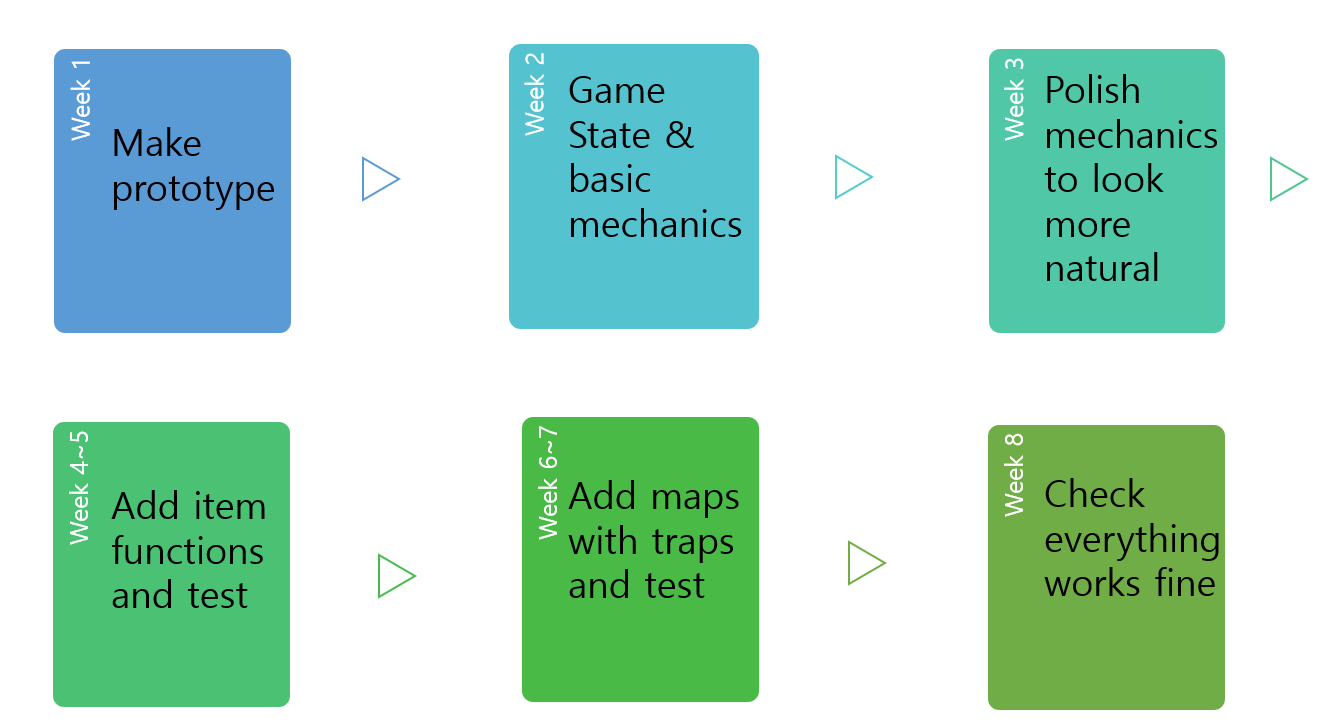 Week 1
Make
prototype
Week 2
Game
State &
basic
mechanics
Week 3
Polish
mechanics
to look
more
natural
Week 4~5
Add item
functions
and test
Week 6~7
Add maps
with traps
and test
Week 8
Check
everything
works fine